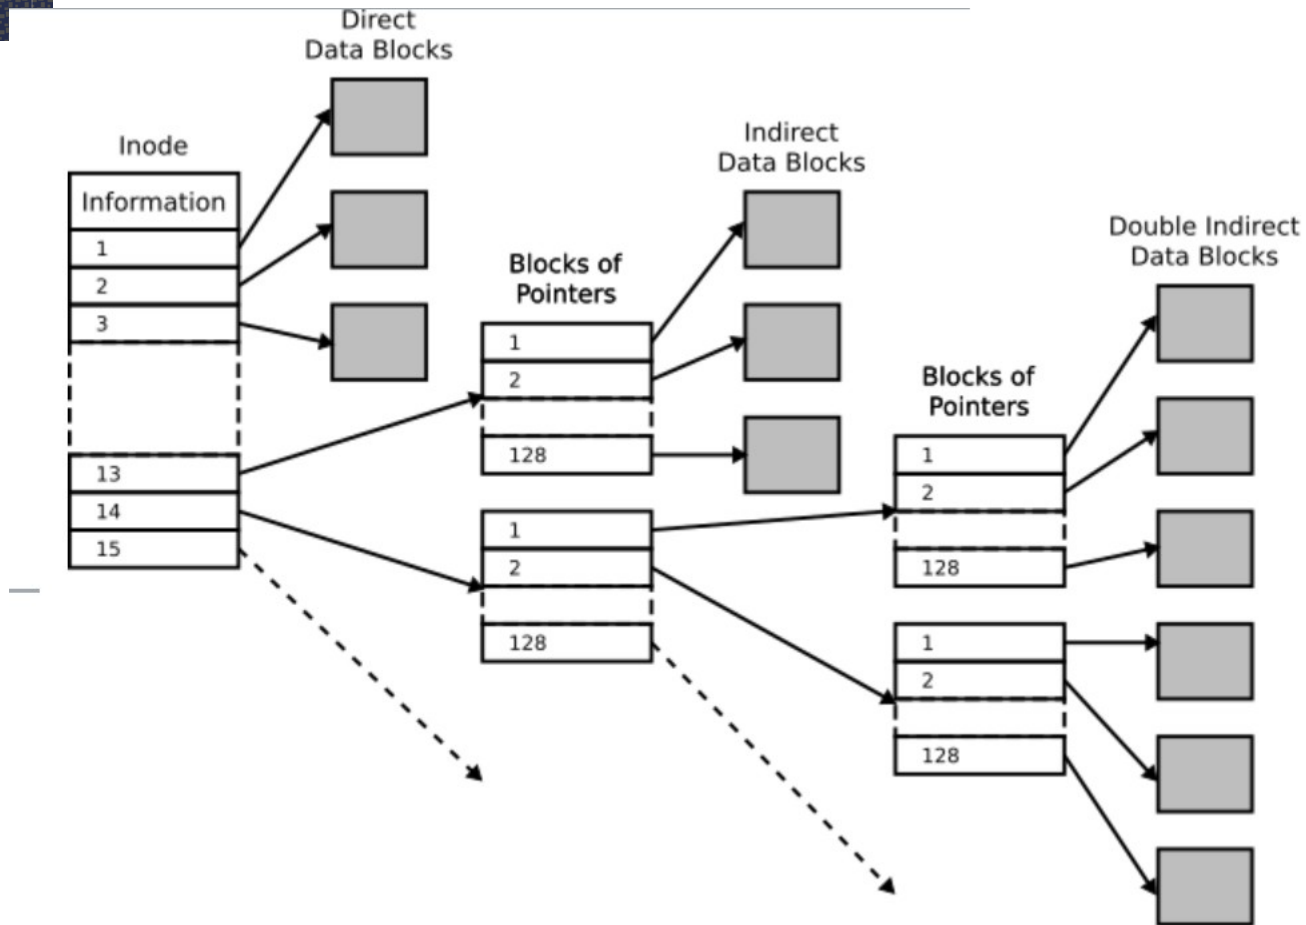 Direct
Data Blocks
Inode
Information
1
2
3
13
14
15
Blocks of
Pointers
1
2
128
1
2
128
Indirect
Data Blocks
Blocks of
Pointers
1
2
128
1
2
128
Double Indirect
Data Blocks